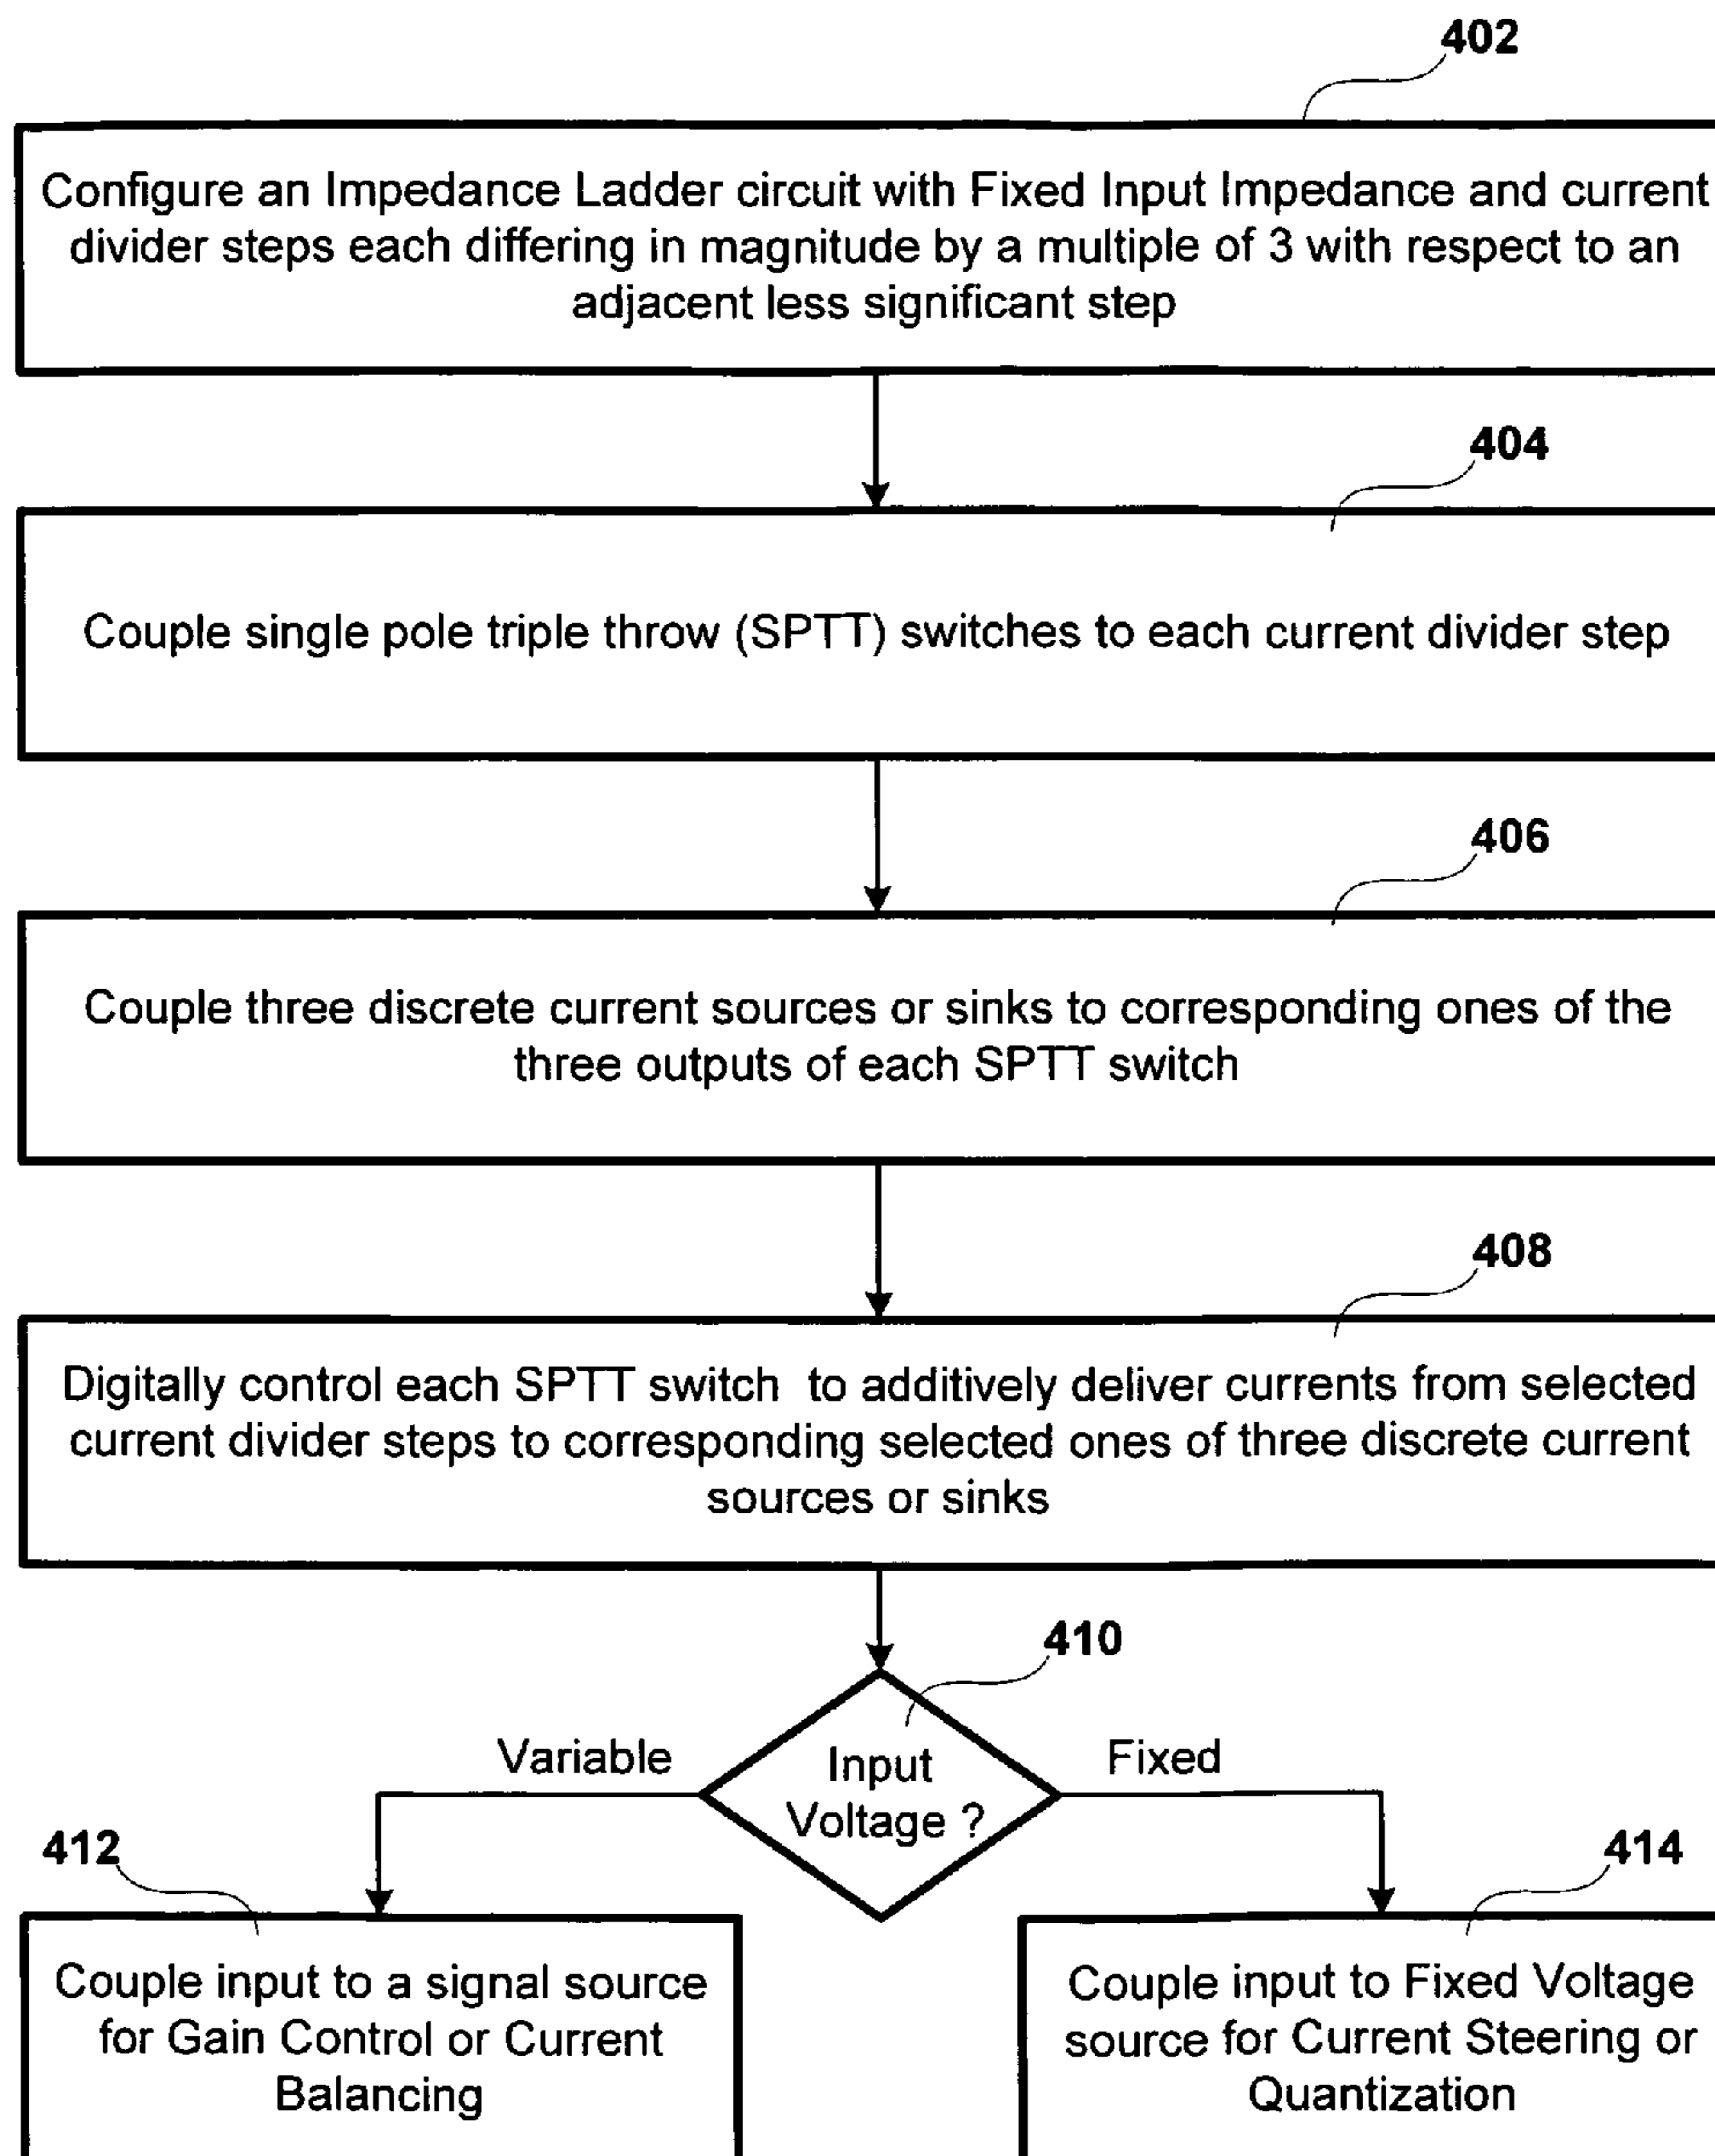 402
Configure an Impedance Ladder circuit with Fixed Input Impedance and current
divider steps each differing in magnitude by a multiple of 3 with respect to an
adjacent less significant step
404
Couple single pole triple throw (SPTT) switches to each current divider step
406
Couple three discrete current sources or sinks to corresponding ones of the
three outputs of each SPTT switch
408
Digitally control each SPTT switch to additively deliver currents from selected
current divider steps to corresponding selected ones of three discrete current
sources or sinks
410
Variable
Input
Voltage ?
Fixed
412
Couple input to a signal source
for Gain Control or Current
Balancing
414
Couple input to Fixed Voltage
source for Current Steering or
Quantization